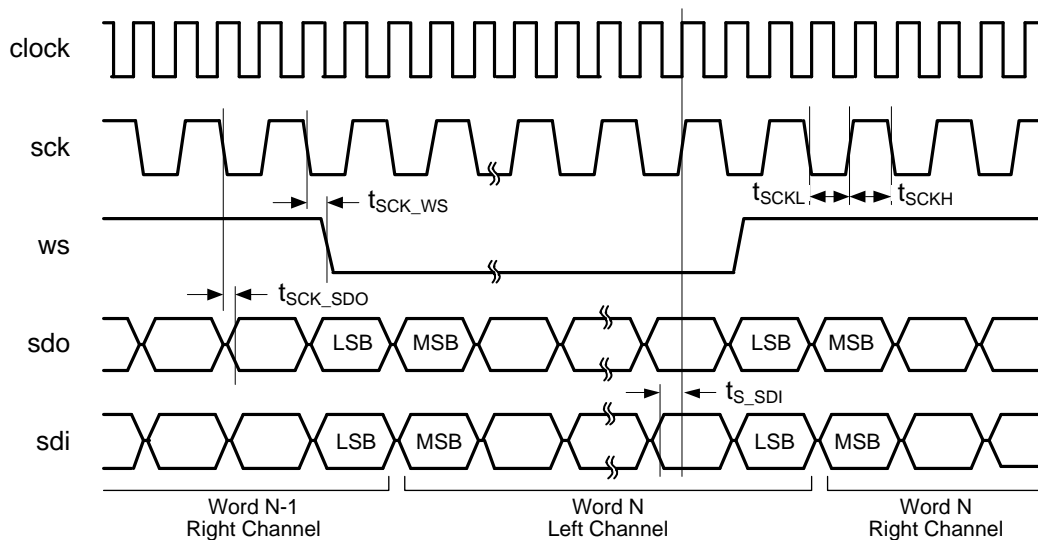 clock
sck
tSCKL
tSCKH
tSCK_WS
ws
tSCK_SDO
sdo
LSB
MSB
LSB
MSB
tS_SDI
sdi
LSB
MSB
LSB
MSB
Word N-1
Right Channel
Word N
Left Channel
Word N
Right Channel